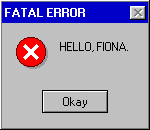 FATAL ERROR
HELLO, FIONA.
Okay